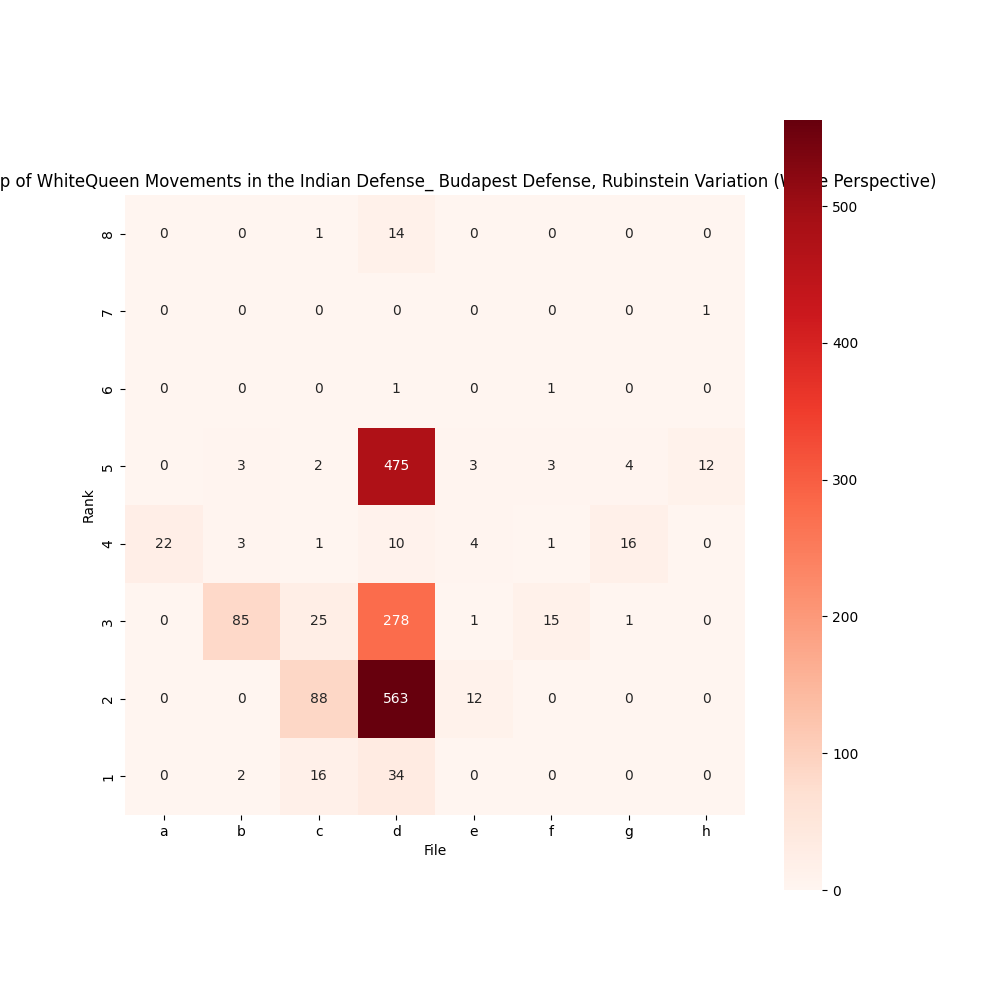 p of WhiteQueen Movements in the Indian Defense_ Budapest Defense, Rubinstein Variation (W e Perspective)
8 0 0 1 14 0 0 0 0
7 0 0 0 0 0 0 0 1
6 0 0 0 1 0 1 0 0
5 0 3 2 475 3 3 4 12
Rank
4 22 3 1 10 4 1 16 0
3 0 85 25 278 1 15 1 0
2 0 0 88 563 12 0 0 0
1 0 2 16 34 0 0 0 0
a b c d e f g h
File
500
400
300
200
100
0